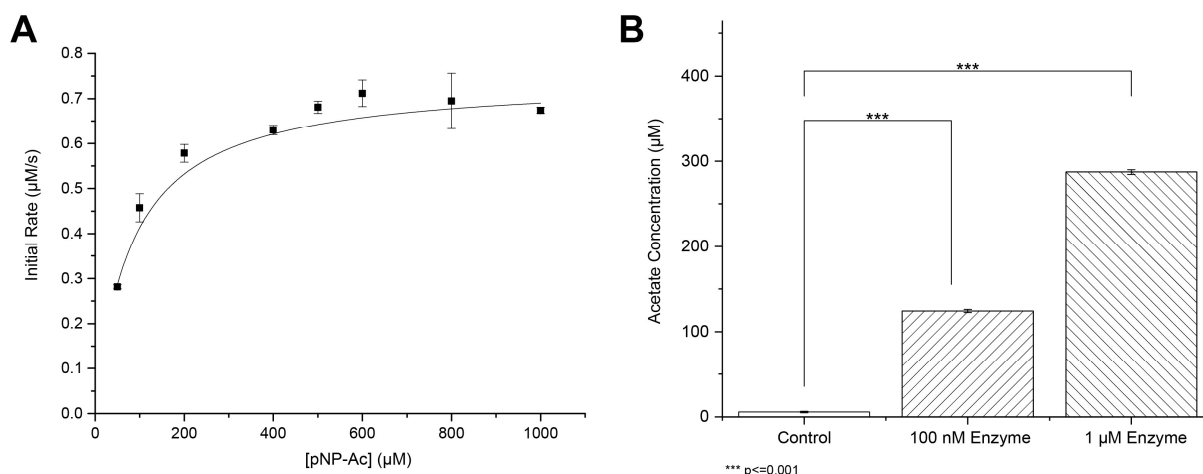 A
0.8
0.7
0.6
0.5
0.4
0.3
0.2
0.1
0.0
Initial Rate (µM/s)
0
200
400
600
800
1000
[pNP-Ac] (µM)
B
400
300
200
100
0
Acetate Concentration (µM)
***
***
Control
100 nM Enzyme
1 µM Enzyme
*** p<=0.001